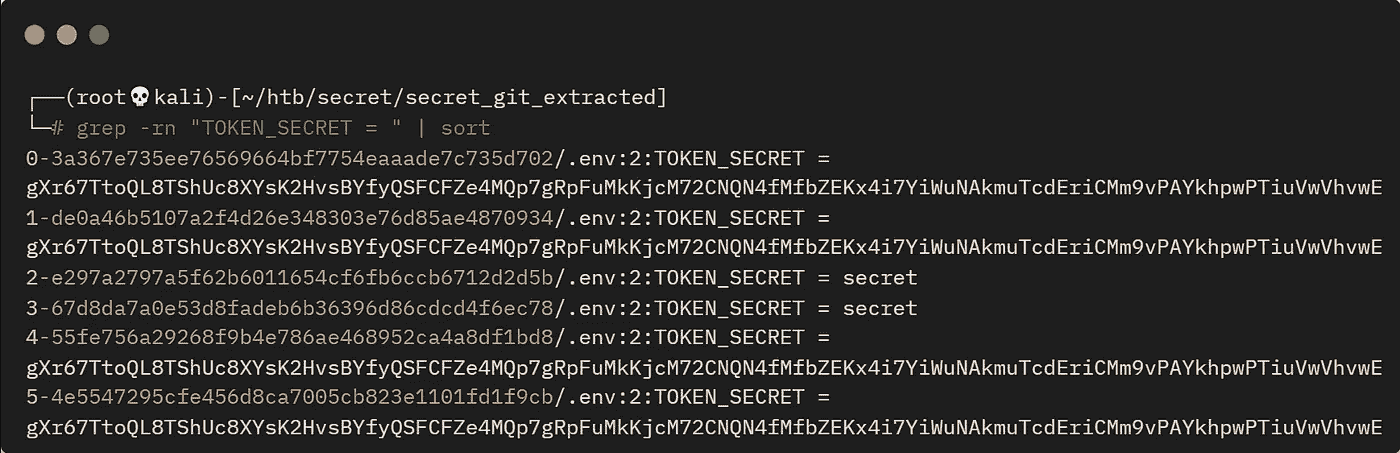 ┌──(root💀kali)-[~/htb/secret/secret_git_extracted]
└─# grep -rn "TOKEN_SECRET = " | sort
0-3a367e735ee76569664bf7754eaaade7c735d702/.env:2:TOKEN_SECRET =
gXr67TtoQL8TShUc8XYsK2HvsBYfyQSFCFZe4MQp7gRpFuMkKjcM72CNQN4fMfbZEKx4i7YiWuNAkmuTcdEriCMm9vPAYkhpwPTiuVwVhvwE
1-de0a46b5107a2f4d26e348303e76d85ae4870934/.env:2:TOKEN_SECRET =
gXr67TtoQL8TShUc8XYsK2HvsBYfyQSFCFZe4MQp7gRpFuMkKjcM72CNQN4fMfbZEKx4i7YiWuNAkmuTcdEriCMm9vPAYkhpwPTiuVwVhvwE
2-e297a2797a5f62b6011654cf6fb6ccb6712d2d5b/.env:2:TOKEN_SECRET = secret
3-67d8da7a0e53d8fadeb6b36396d86cdcd4f6ec78/.env:2:TOKEN_SECRET = secret
4-55fe756a29268f9b4e786ae468952ca4a8df1bd8/.env:2:TOKEN_SECRET =
gXr67TtoQL8TShUc8XYsK2HvsBYfyQSFCFZe4MQp7gRpFuMkKjcM72CNQN4fMfbZEKx4i7YiWuNAkmuTcdEriCMm9vPAYkhpwPTiuVwVhvwE
5-4e5547295cfe456d8ca7005cb823e1101fd1f9cb/.env:2:TOKEN_SECRET =
gXr67TtoQL8TShUc8XYsK2HvsBYfyQSFCFZe4MQp7gRpFuMkKjcM72CNQN4fMfbZEKx4i7YiWuNAkmuTcdEriCMm9vPAYkhpwPTiuVwVhvwE